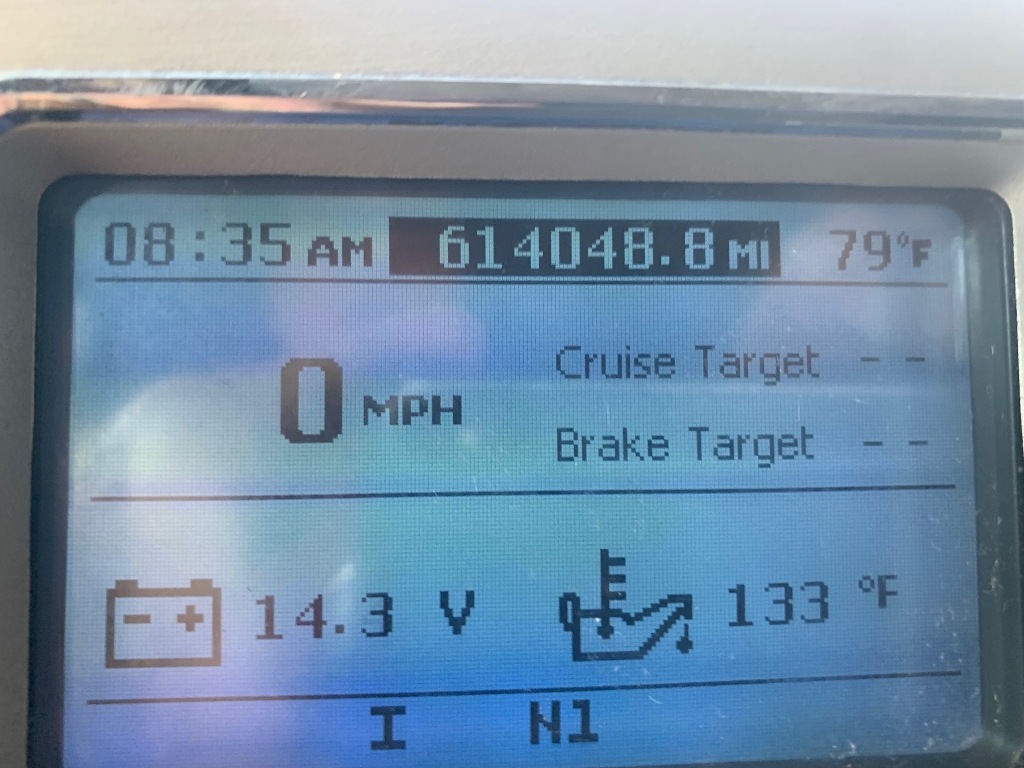 08:35 AM 614048.8 MI 79°F
Cruise Target --
0 MPH
Brake Target --
14.3 V 133 °F
I N1